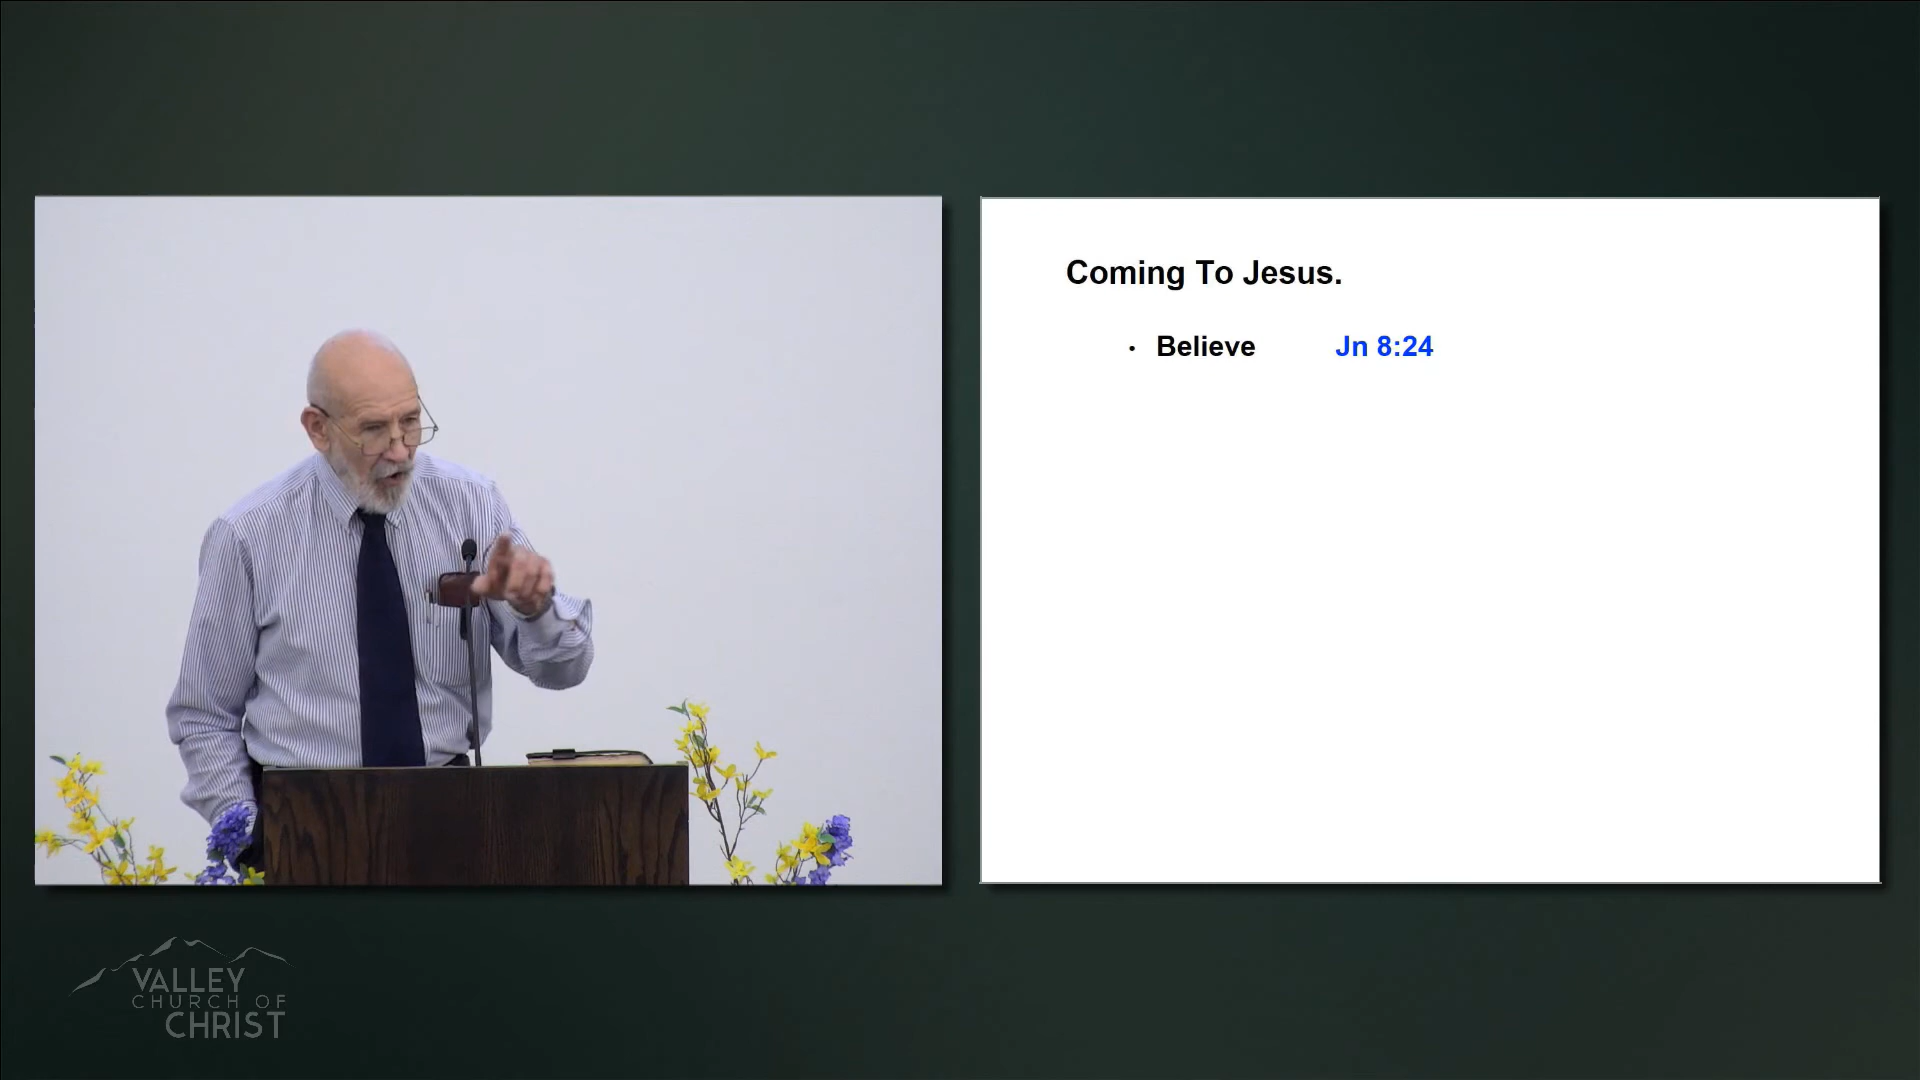 Coming To Jesus.
• Believe Jn 8:24
VALLEY
CHURCH OF
CHRIST